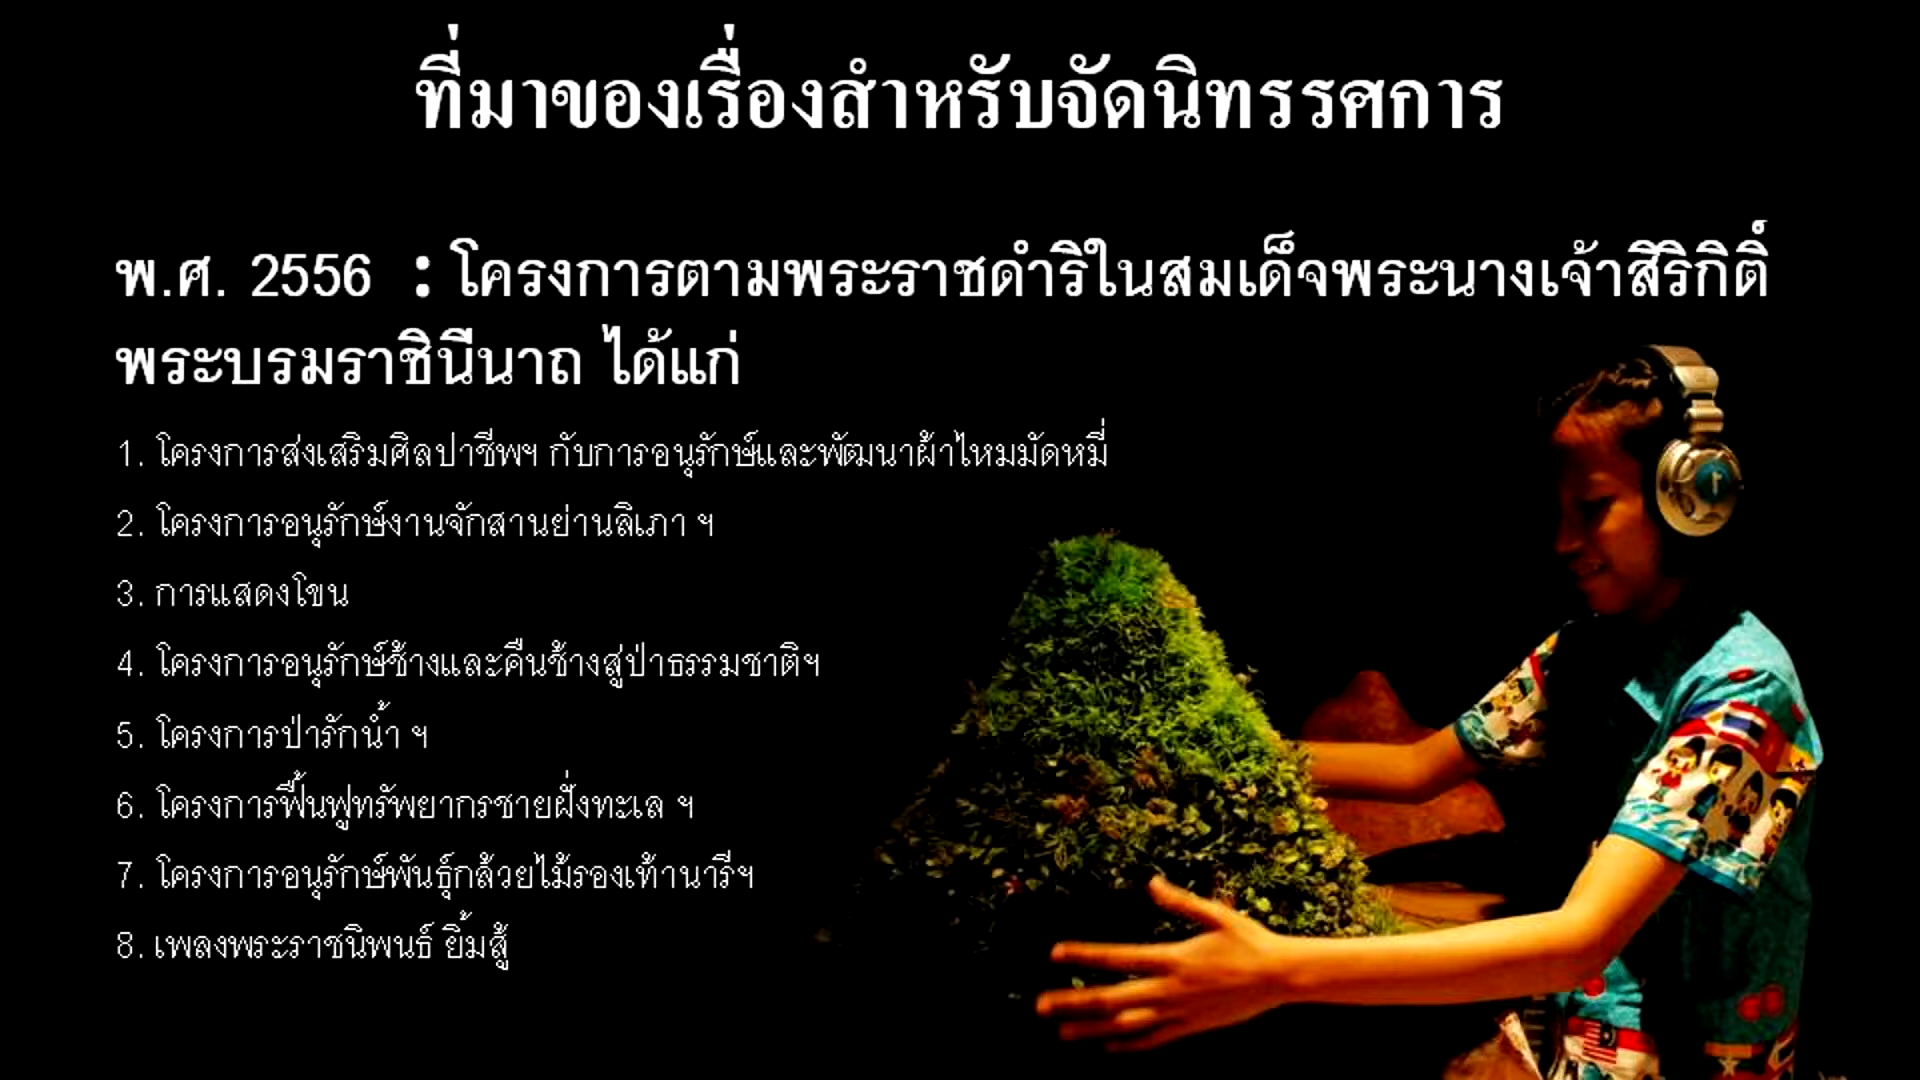 ที่มาของเรื่องสำหรับจัดนิทรรศการ
พ.ศ. 2556 : โครงการตามพระราชดำริในสมเด็จพระนางเจ้าสิริกิติ์
พระบรมราชินีนาถ ได้แก่
1. โครงการส่งเสริมศิลปาชีพฯ กับการอนุรักษ์และพัฒนาผ้าไหมมัดหมี่
2. โครงการอนุรักษ์งานจักสานย่านลิเภา ฯ
3. การแสดงโขน
4. โครงการอนุรักษ์ช้างและคืนช้างสู่ป่าธรรมชาติฯ
5. โครงการป่ารักน้ำ ฯ
6. โครงการฟื้นฟูทรัพยากรชายฝั่งทะเล ฯ
7. โครงการอนุรักษ์พันธุ์กล้วยไม้รองเท้านารีฯ
8. เพลงพระราชนิพนธ์ ยิ้มสู้